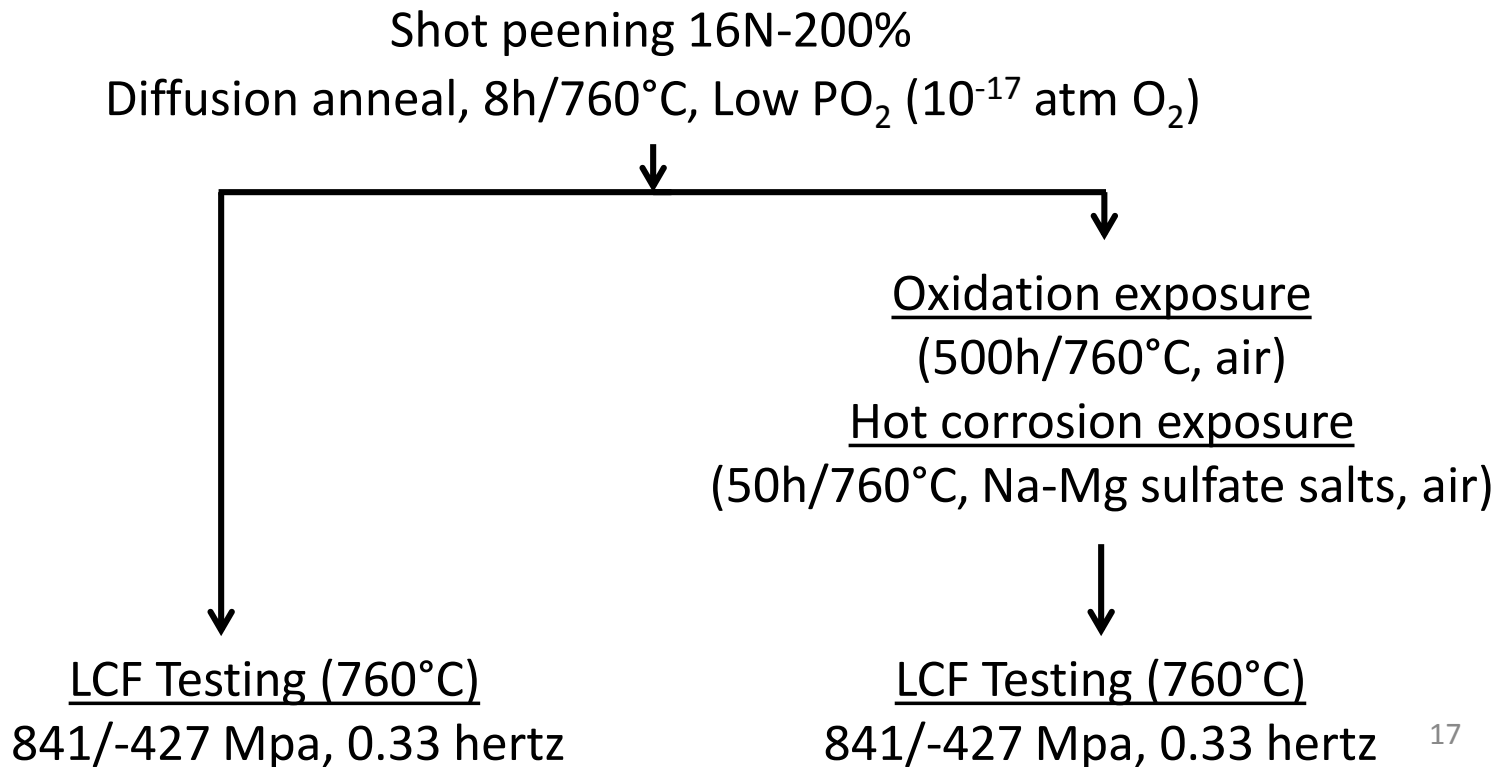 Shot peening 16N-200%
Diffusion anneal, 8h/760°C, Low PO₂ (10⁻¹⁷ atm O₂)
Oxidation exposure
(500h/760°C, air)
Hot corrosion exposure
(50h/760°C, Na-Mg sulfate salts, air)
LCF Testing (760°C)
841/-427 Mpa, 0.33 hertz
LCF Testing (760°C)
841/-427 Mpa, 0.33 hertz
17